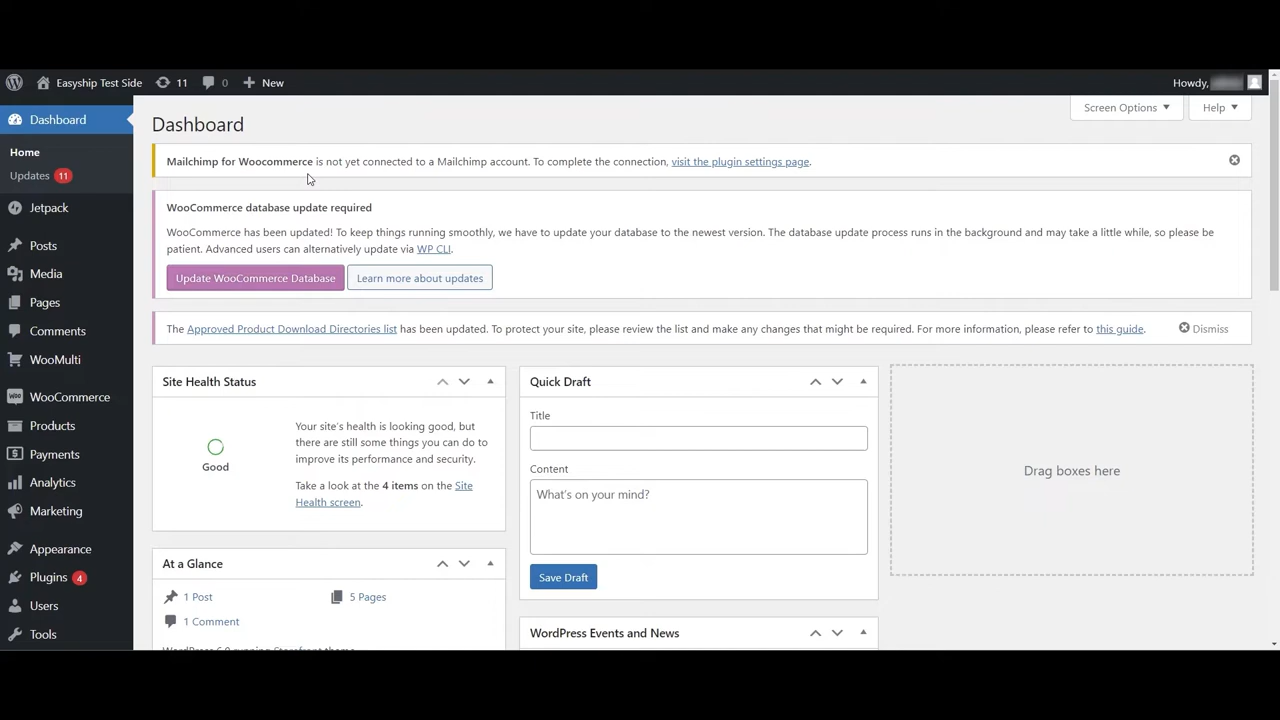 Easyship Test Side 11 0 New Howdy,
Screen Options Help
Dashboard
Home
Updates 11
Jetpack
Posts
Media
Pages
Comments
WooMulti
WooCommerce
Products
Payments
Analytics
Marketing
Appearance
Plugins 4
Users
Tools
Dashboard
Mailchimp for Woocommerce is not yet connected to a Mailchimp account. To complete the connection, visit the plugin settings page.
WooCommerce database update required
WooCommerce has been updated! To keep things running smoothly, we have to update your database to the newest version. The database update process runs in the background and may take a little while, so please be
patient. Advanced users can alternatively update via WP CLI.
Update WooCommerce Database Learn more about updates
The Approved Product Download Directories list has been updated. To protect your site, please review the list and make any changes that might be required. For more information, please refer to this guide. Dismiss
Site Health Status
Good
Your site's health is looking good, but
there are still some things you can do to
improve its performance and security.
Take a look at the 4 items on the Site
Health screen.
At a Glance
1 Post 5 Pages
1 Comment
WordPress 6.0 running Storefront theme
Quick Draft
Title
Content
What's on your mind?
Save Draft
WordPress Events and News
Drag boxes here